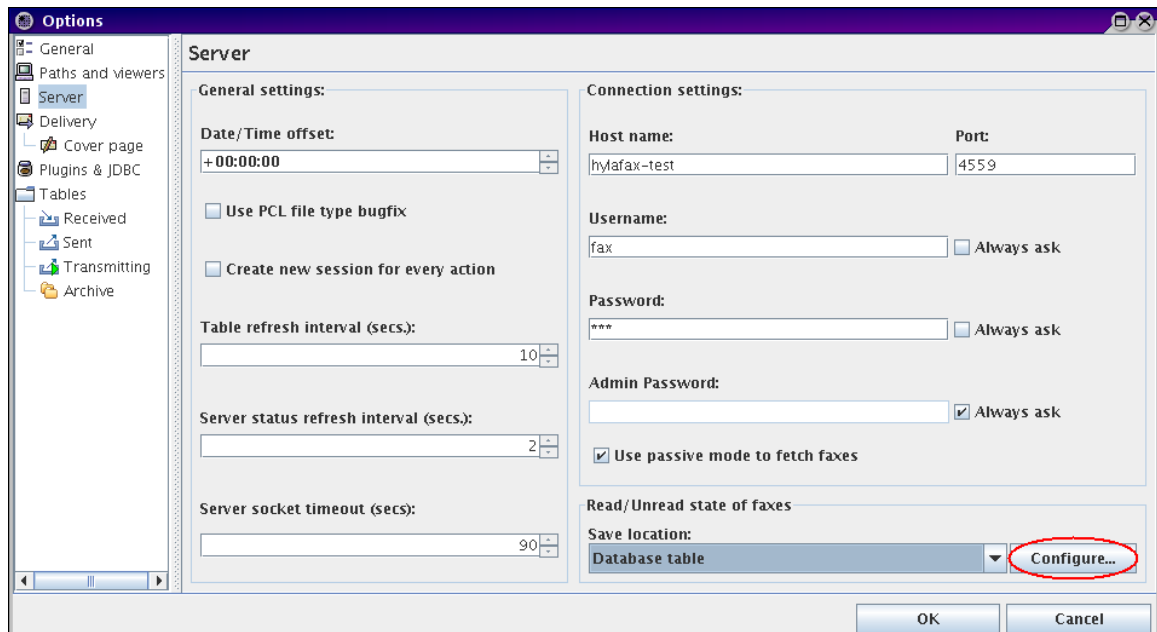 Options
General
Paths and viewers
Server
Delivery
Cover page
Plugins & JDBC
Tables
Received
Sent
Transmitting
Archive
Server
General settings:
Date/Time offset:
+00:00:00
Use PCL file type bugfix
Create new session for every action
Table refresh interval (secs.):
10
Server status refresh interval (secs.):
2
Server socket timeout (secs):
90
Connection settings:
Host name: Port:
hylafax-test 4559
Username:
fax Always ask
Password:
*** Always ask
Admin Password:
Always ask
Use passive mode to fetch faxes
Read/Unread state of faxes
Save location:
Database table Configure...
OK Cancel